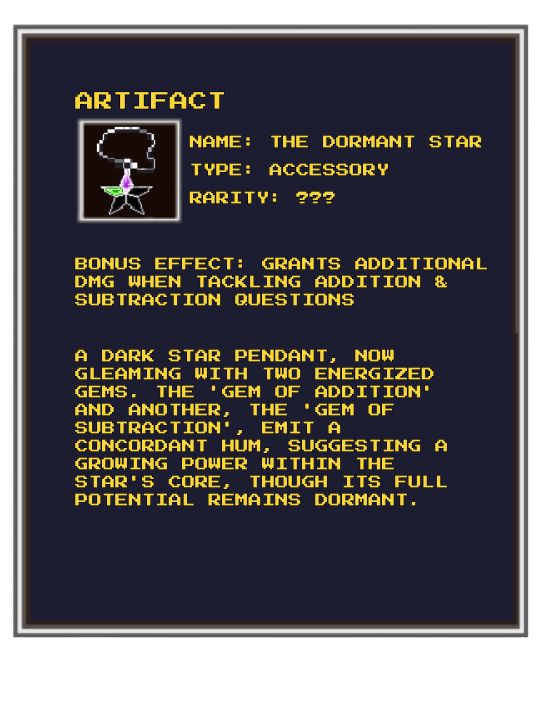 ARTIFACT
NAME: THE DORMANT STAR
TYPE: ACCESSORY
RARITY: ???
BONUS EFFECT: GRANTS ADDITIONAL
DMG WHEN TACKLING ADDITION &
SUBTRACTION QUESTIONS
A DARK STAR PENDANT, NOW
GLEAMING WITH TWO ENERGIZED
GEMS. THE 'GEM OF ADDITION'
AND ANOTHER, THE 'GEM OF
SUBTRACTION', EMIT A
CONCORDANT HUM, SUGGESTING A
GROWING POWER WITHIN THE
STAR'S CORE, THOUGH ITS FULL
POTENTIAL REMAINS DORMANT.